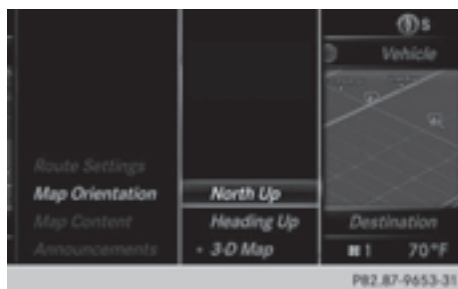 S
Vehicle
Route Settings
Map Orientation
North Up
Map Content
Heading Up
Destination
Announcements
3-D Map
1
70°F
P82.87-9653-31